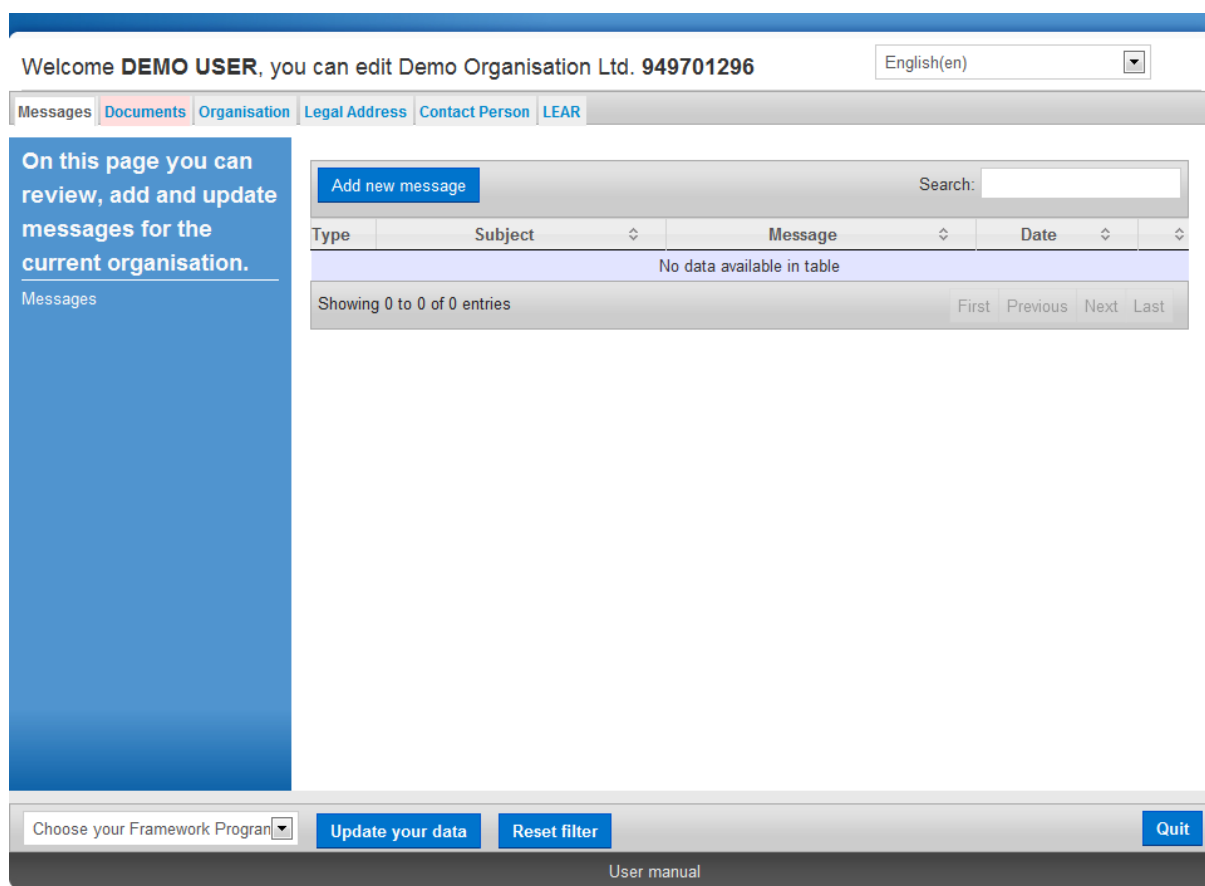 Welcome DEMO USER, you can edit Demo Organisation Ltd. 949701296
English(en)
Messages Documents Organisation Legal Address Contact Person LEAR
On this page you can
review, add and update
messages for the
current organisation.
Messages
Add new message
Search:
Type Subject Message Date
No data available in table
Showing 0 to 0 of 0 entries
First Previous Next Last
Choose your Framework Program
Update your data
Reset filter
Quit
User manual